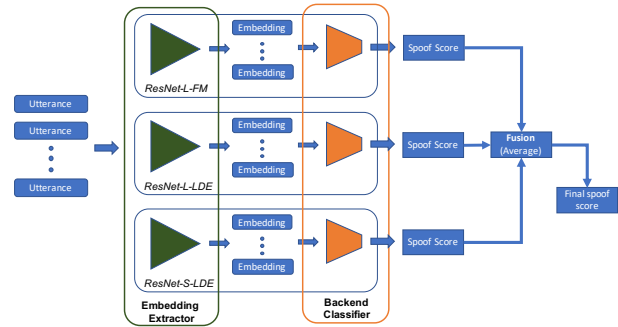 Utterance
Utterance
Utterance
Embedding
Embedding
ResNet-L-FM
Spoof Score
Embedding
Embedding
ResNet-L-LDE
Spoof Score
Embedding
Embedding
ResNet-S-LDE
Spoof Score
Fusion
(Average)
Final spoof
score
Embedding
Extractor
Backend
Classifier